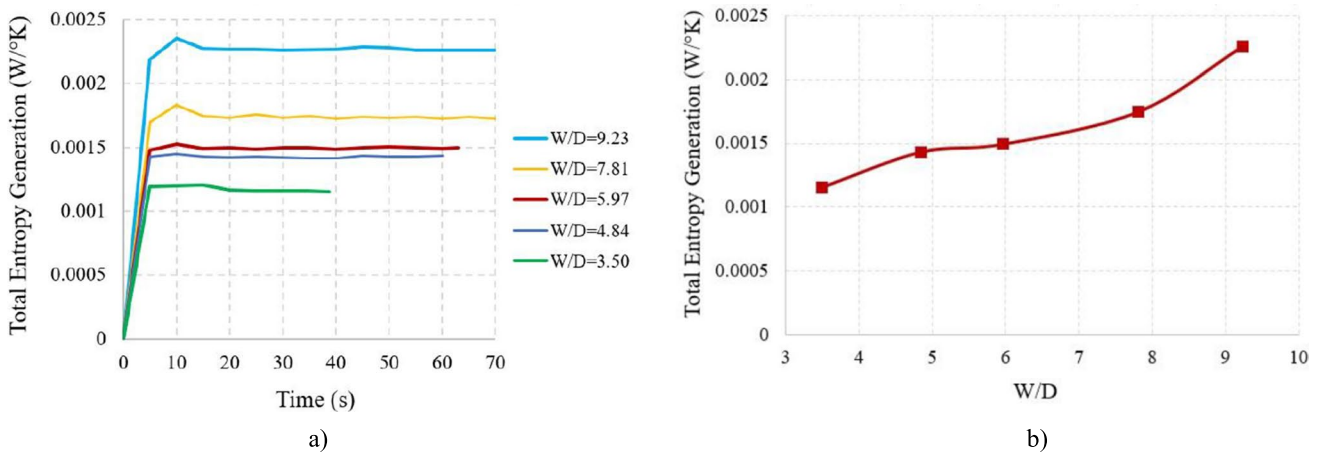 Total Entropy Generation (W/°K)
0.0025
0.002
0.0015
0.001
0.0005
0
0 10 20 30 40 50 60 70
Time (s)
W/D=9.23
W/D=7.81
W/D=5.97
W/D=4.84
W/D=3.50
a)
Total Entropy Generation (W/°K)
0.0025
0.002
0.0015
0.001
0.0005
0
3 4 5 6 7 8 9 10
W/D
b)